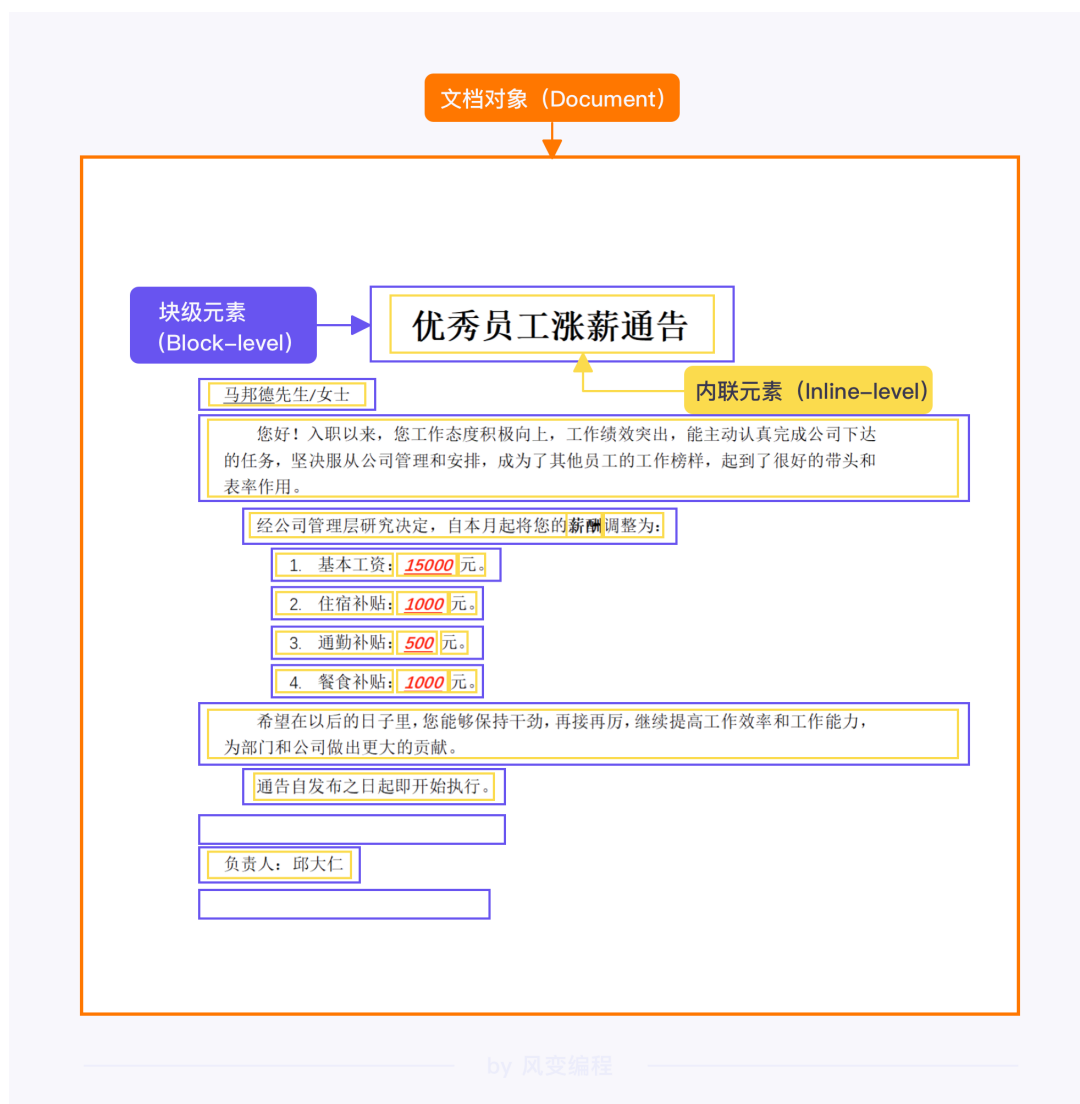 文档对象（Document）
块级元素
（Block-level）
优秀员工涨薪通告
内联元素（Inline-level）
马邦德先生/女士
您好！入职以来，您工作态度积极向上，工作绩效突出，能主动认真完成公司下达
的任务，坚决服从公司管理和安排，成为了其他员工的工作榜样，起到了很好的带头和
表率作用。
经公司管理层研究决定，自本月起将您的薪酬调整为：
1. 基本工资：15000元。
2. 住宿补贴：1000元。
3. 通勤补贴：500元。
4. 餐食补贴：1000元。
希望在以后的日子里，您能够保持干劲，再接再厉，继续提高工作效率和工作能力，
为部门和公司做出更大的贡献。
通告自发布之日起即开始执行。
负责人：邱大仁
by 风变编程